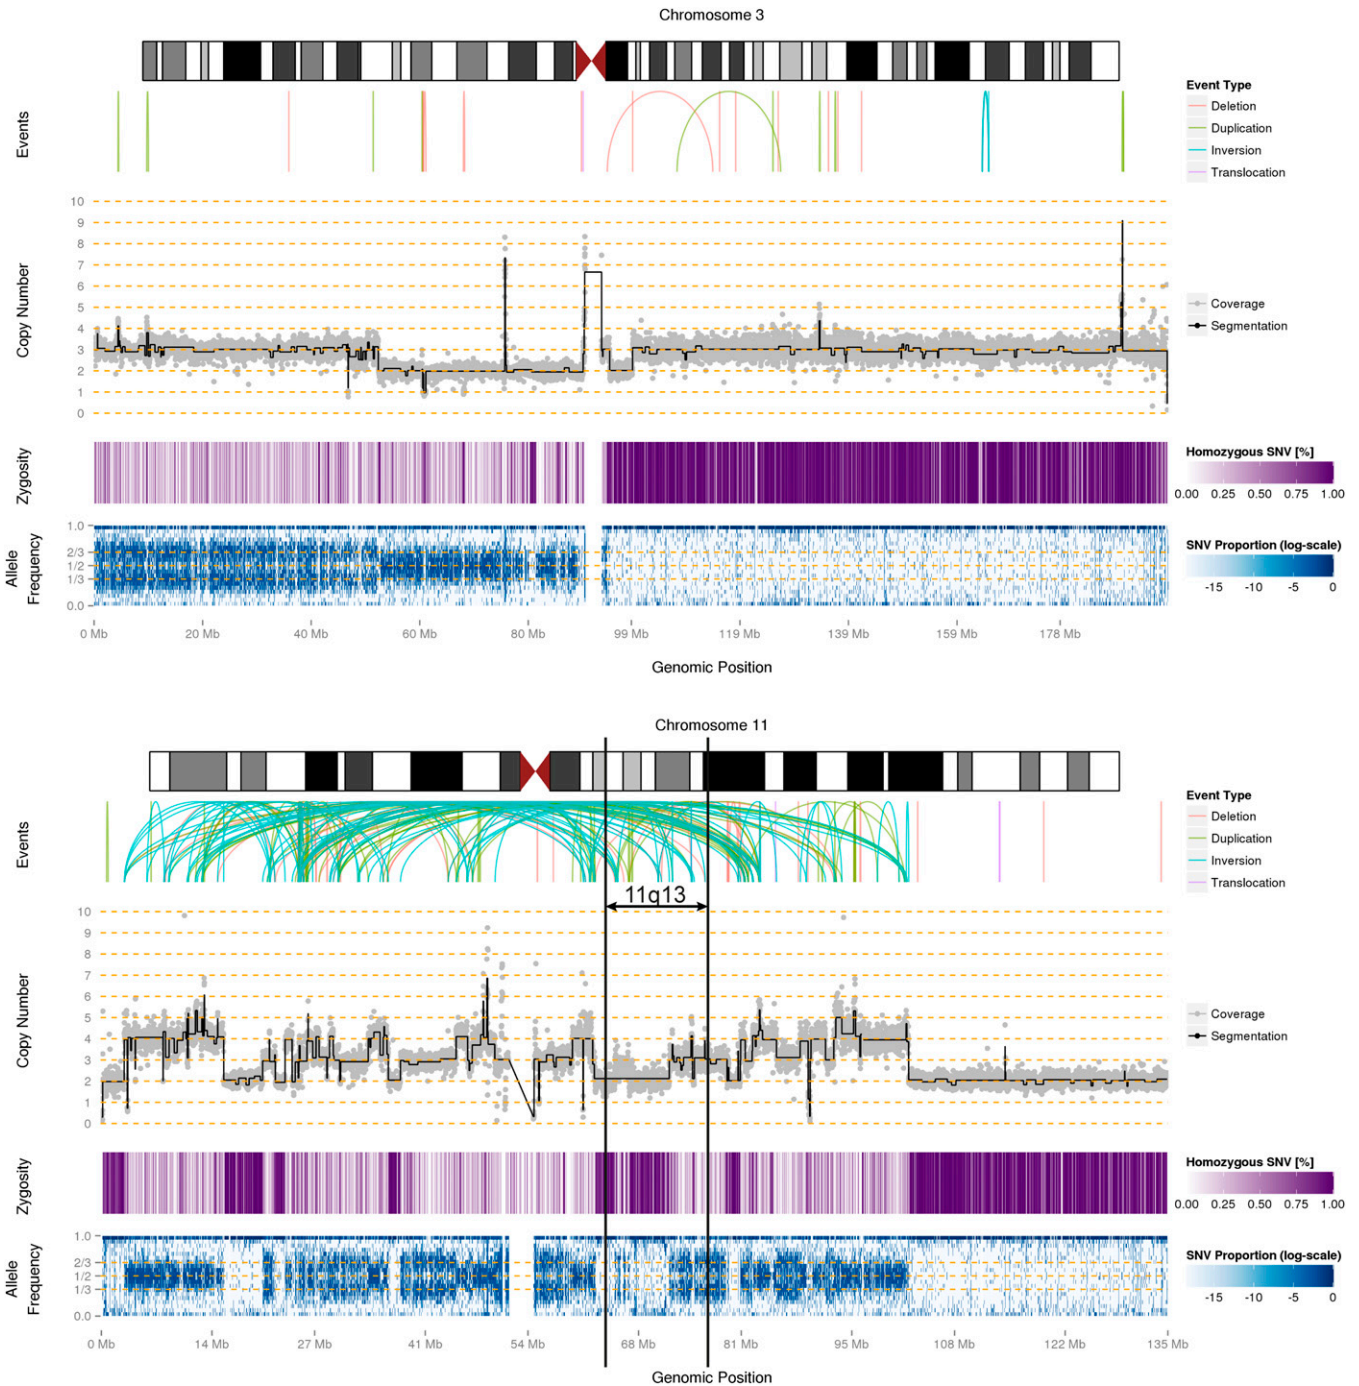 Chromosome 3
Events
Event Type
Deletion
Duplication
Inversion
Translocation
Copy Number
10
9
8
7
6
5
4
3
2
1
0
Coverage
Segmentation
Zygosity
Homozygous SNV [%]
0.00 0.25 0.50 0.75 1.00
Allele
Frequency
1.0
2/3
1/2
1/3
0.0
SNV Proportion (log-scale)
-15 -10 -5 0
0 Mb 20 Mb 40 Mb 60 Mb 80 Mb 99 Mb 119 Mb 139 Mb 159 Mb 178 Mb
Genomic Position
Chromosome 11
Events
Event Type
Deletion
Duplication
Inversion
Translocation
11q13
Copy Number
10
9
8
7
6
5
4
3
2
1
0
Coverage
Segmentation
Zygosity
Homozygous SNV [%]
0.00 0.25 0.50 0.75 1.00
Allele
Frequency
1.0
2/3
1/2
1/3
0.0
SNV Proportion (log-scale)
-15 -10 -5 0
0 Mb 14 Mb 27 Mb 41 Mb 54 Mb 68 Mb 81 Mb 95 Mb 108 Mb 122 Mb 135 Mb
Genomic Position